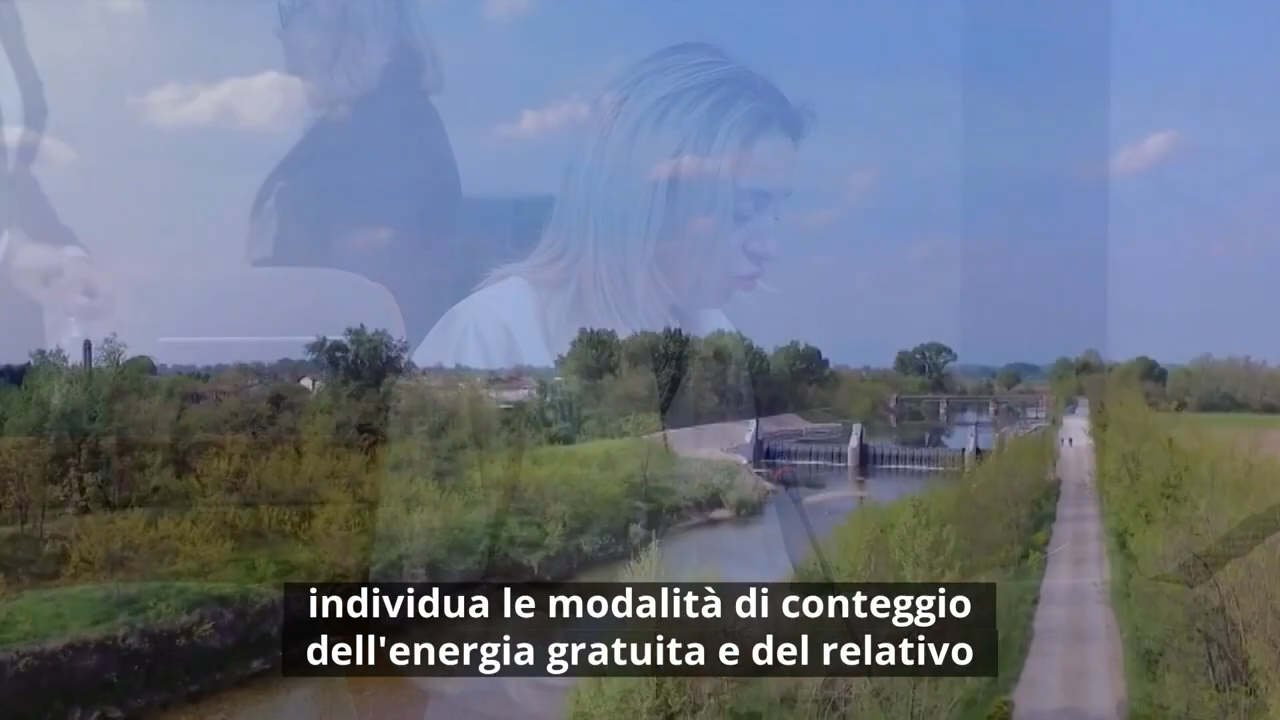 individua le modalità di conteggio
dell'energia gratuita e del relativo